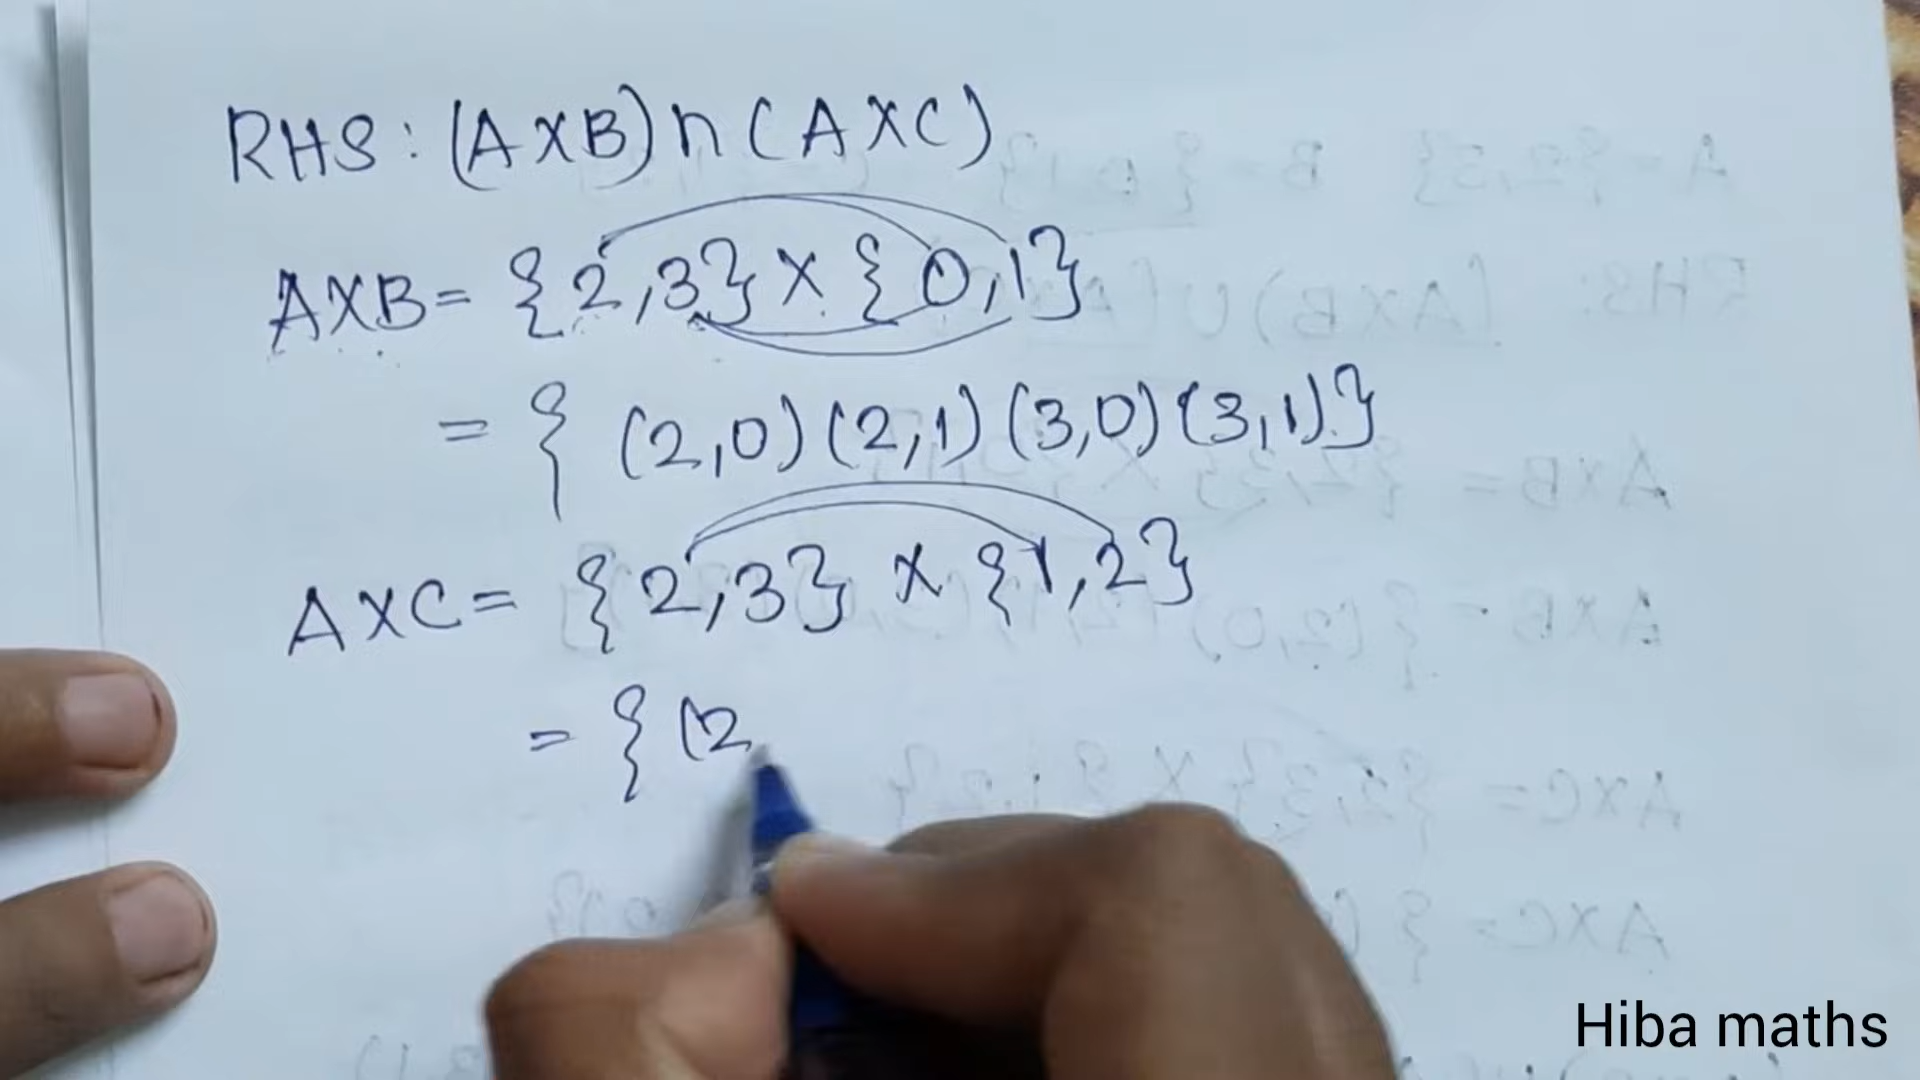 RHS: (AXB) n (AXC)
AXB = {2,3} X {0,1}
= { (2,0) (2,1) (3,0) (3,1)}
AXC = {2,3} X {1,2}
= { (2
Hiba maths